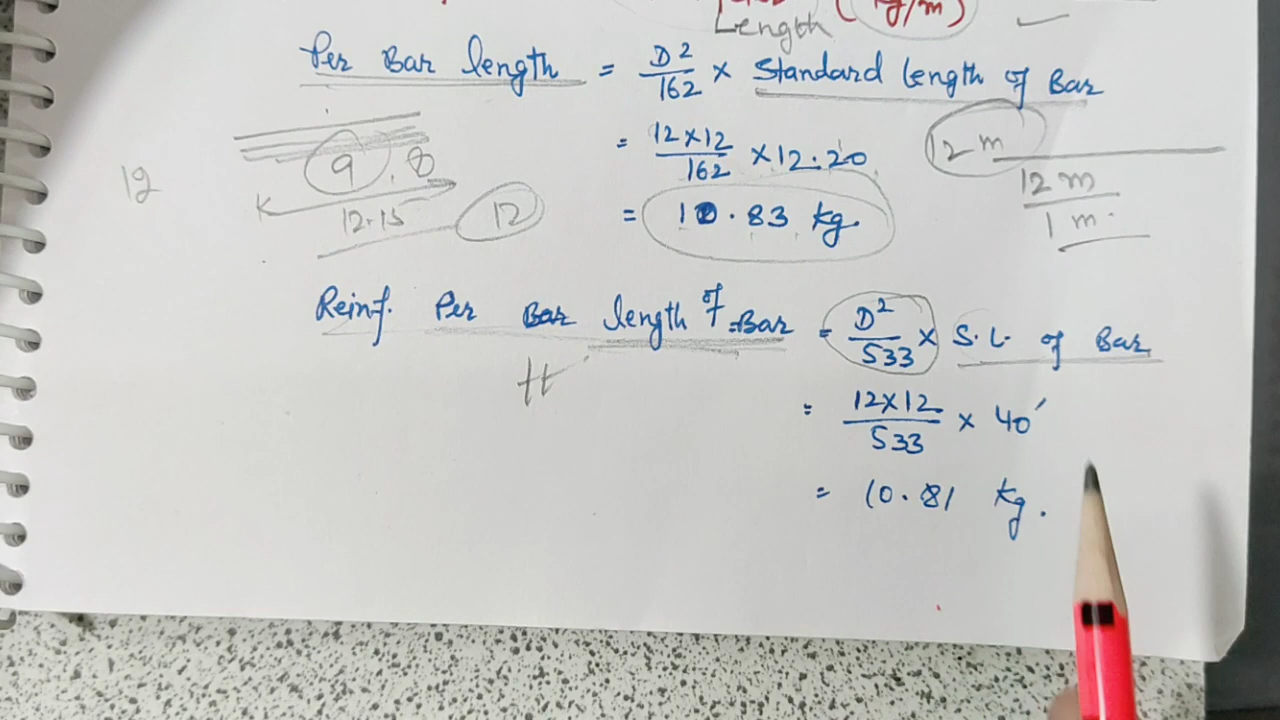 Length (kg/m)
Per Bar length = D²/162 × Standard length of Bar
= 12×12/162 × 12.20
12 m
9 . 8
12 m
1 m.
12
12.15
12
= 10.83 kg.
Reinf. Per Bar length of Bar = D²/533 × S.L. of Bar
ft
= 12×12/533 × 40′
= 10.81 kg.